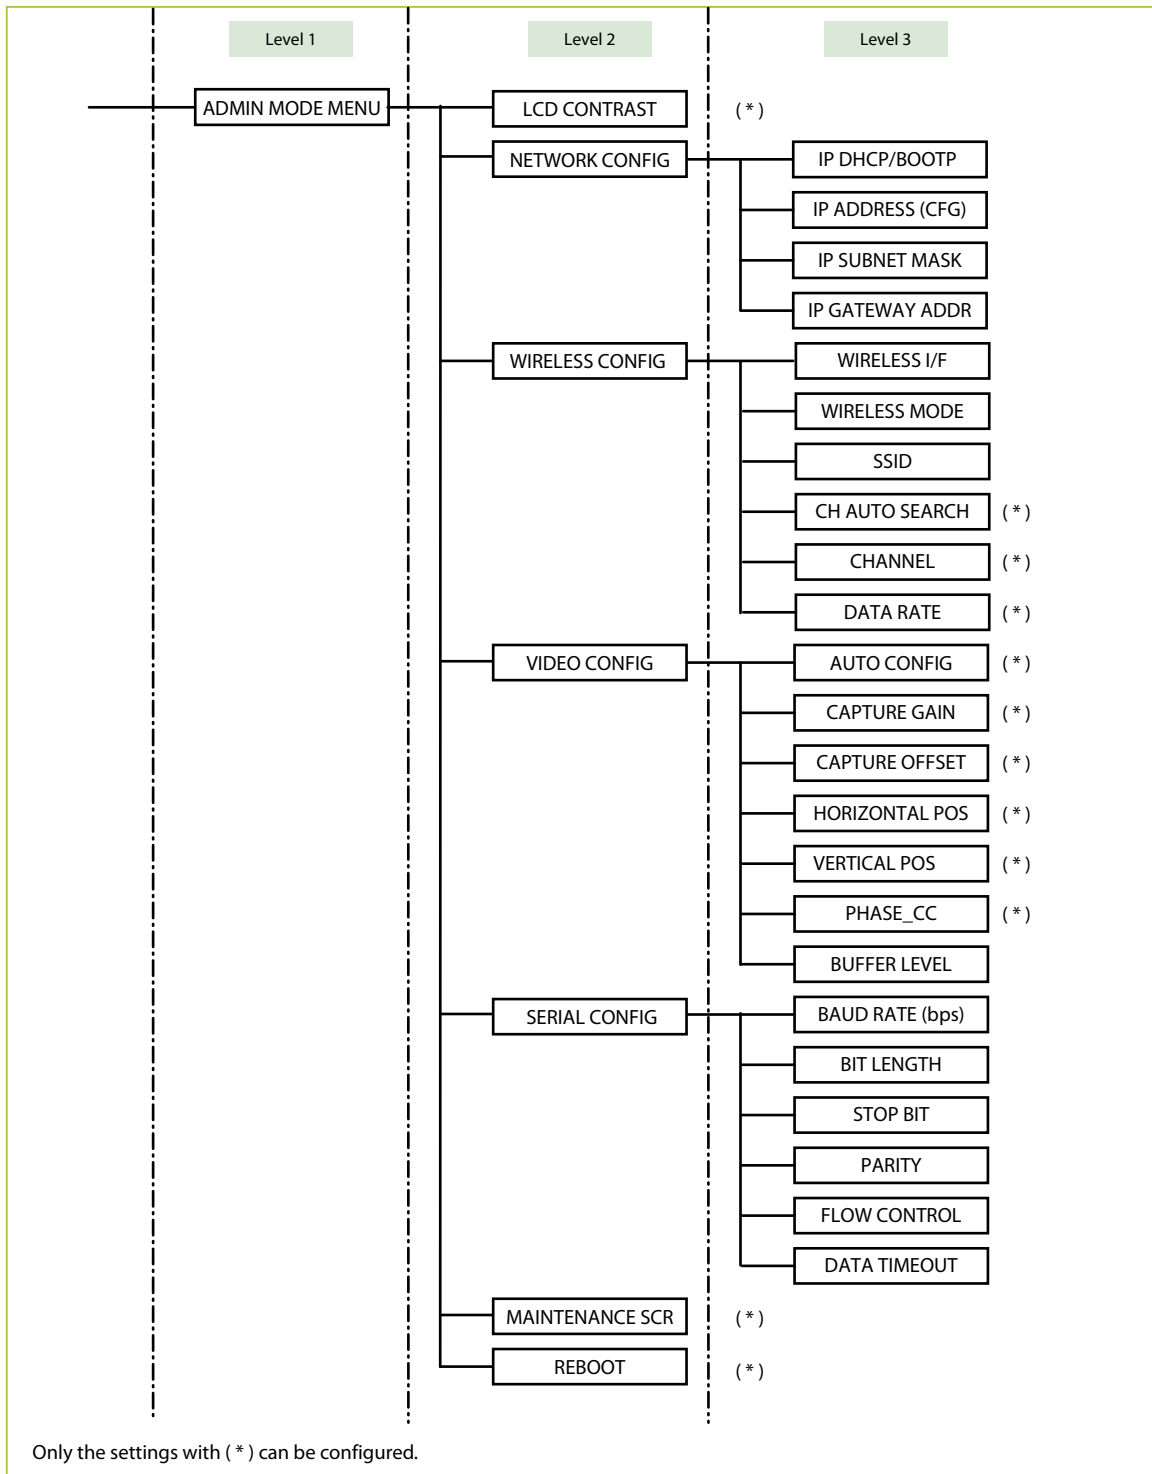 Level 1 Level 2 Level 3
ADMIN MODE MENU LCD CONTRAST ( * )
NETWORK CONFIG IP DHCP/BOOTP
IP ADDRESS (CFG)
IP SUBNET MASK
IP GATEWAY ADDR
WIRELESS CONFIG WIRELESS I/F
WIRELESS MODE
SSID
CH AUTO SEARCH ( * )
CHANNEL ( * )
DATA RATE ( * )
VIDEO CONFIG AUTO CONFIG ( * )
CAPTURE GAIN ( * )
CAPTURE OFFSET ( * )
HORIZONTAL POS ( * )
VERTICAL POS ( * )
PHASE_CC ( * )
BUFFER LEVEL
SERIAL CONFIG BAUD RATE (bps)
BIT LENGTH
STOP BIT
PARITY
FLOW CONTROL
DATA TIMEOUT
MAINTENANCE SCR ( * )
REBOOT ( * )
Only the settings with ( * ) can be configured.